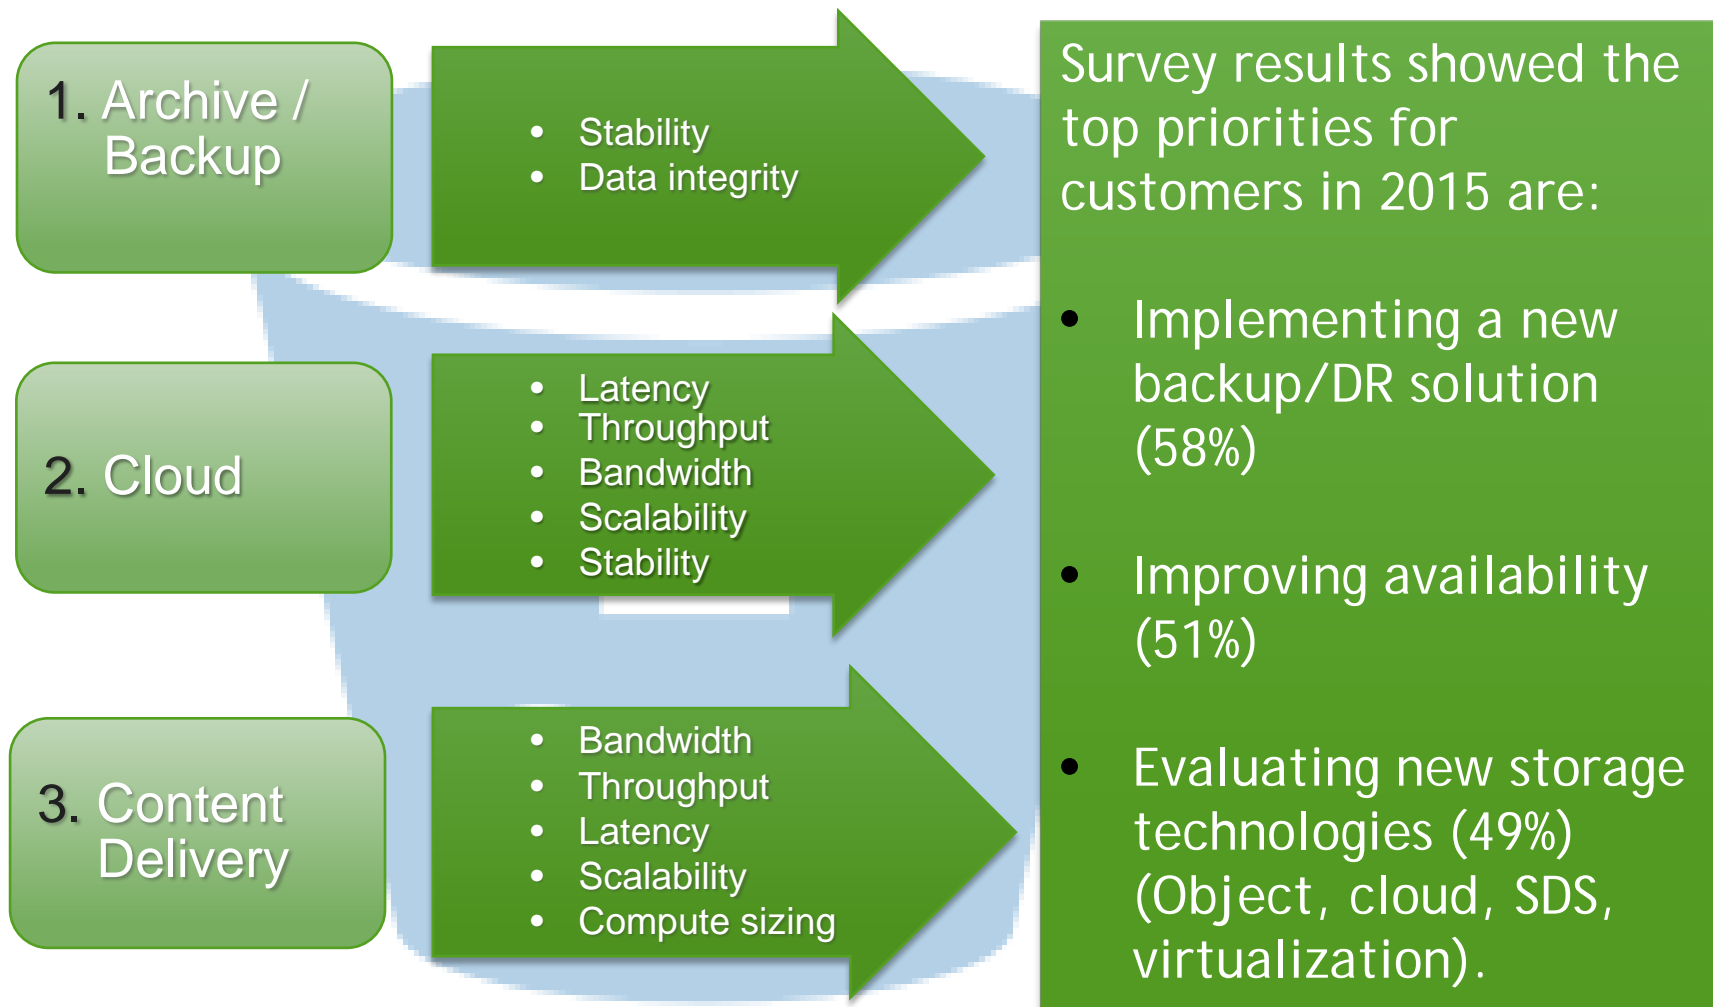 1. Archive /
Backup
• Stability
• Data integrity
2. Cloud
• Latency
• Throughput
• Bandwidth
• Scalability
• Stability
3. Content
Delivery
• Bandwidth
• Throughput
• Latency
• Scalability
• Compute sizing
Survey results showed the
top priorities for
customers in 2015 are:
• Implementing a new
backup/DR solution
(58%)
• Improving availability
(51%)
• Evaluating new storage
technologies (49%)
(Object, cloud, SDS,
virtualization).